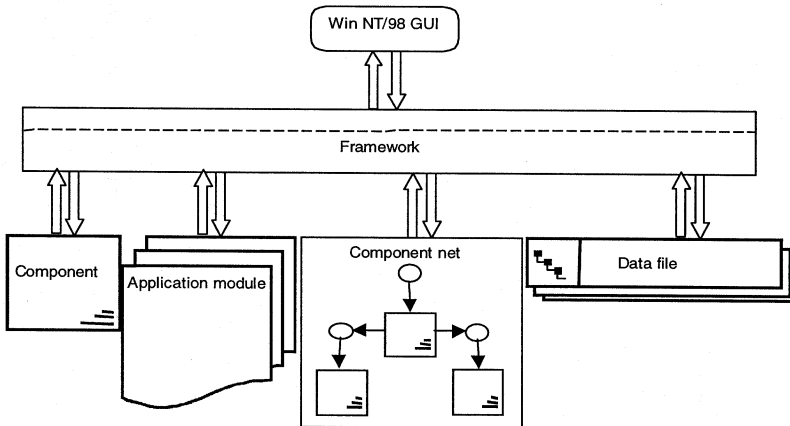 Win NT/98 GUI
Framework
Component
Application module
Component net
Data file